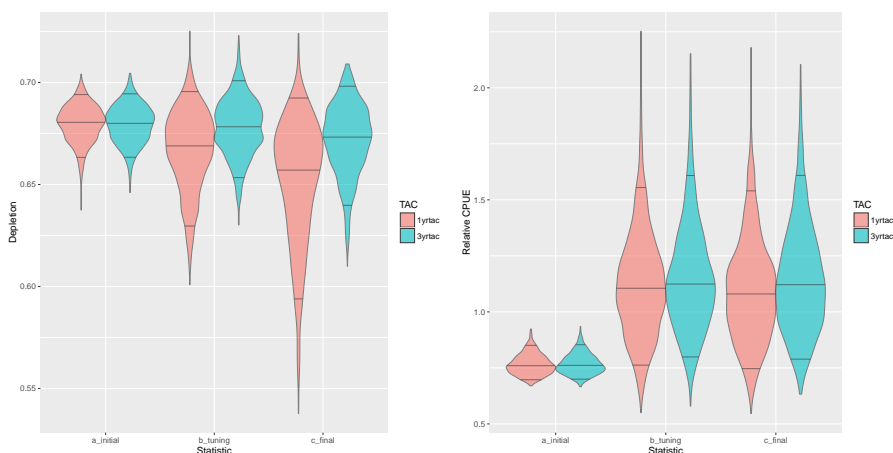 Depletion
0.70
0.65
0.60
0.55
a_initial
b_tuning
c_final
Statistic
TAC
1yrtac
3yrtac
Relative CPUE
2.0
1.5
1.0
0.5
a_initial
b_tuning
c_final
Statistic
TAC
1yrtac
3yrtac